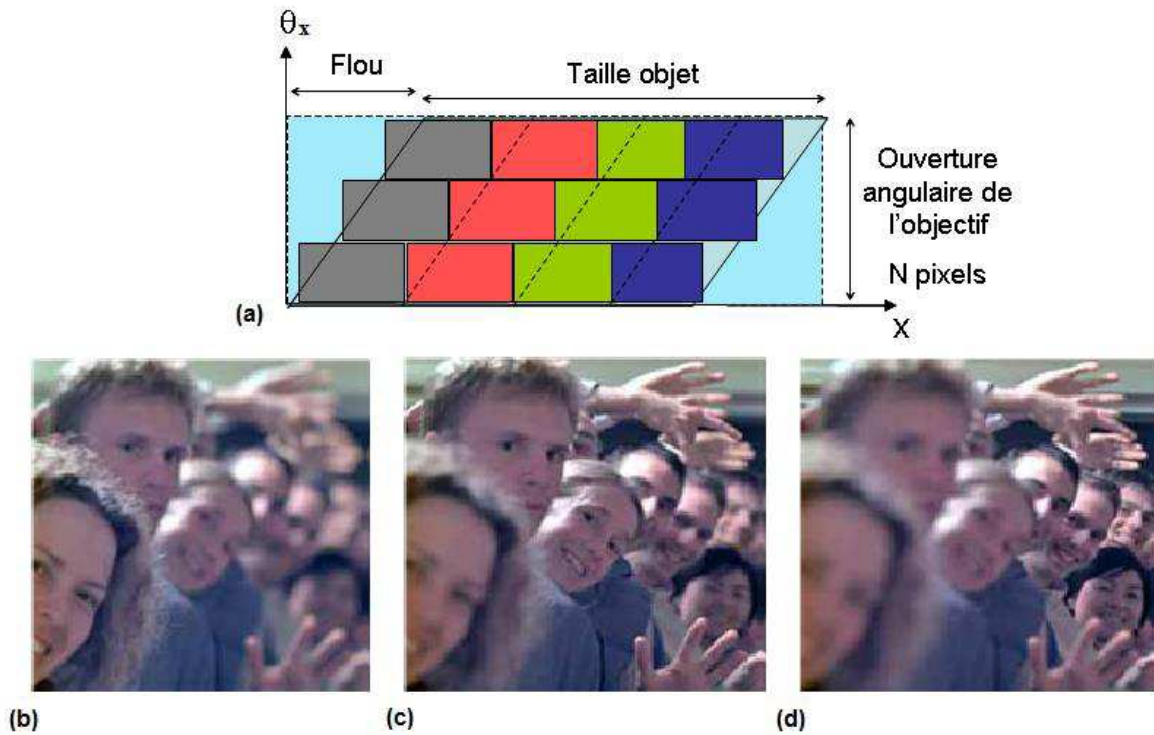 θx
Flou
Taille objet
Ouverture
angulaire de
l'objectif
N pixels
(a)
X
(b)
(c)
(d)